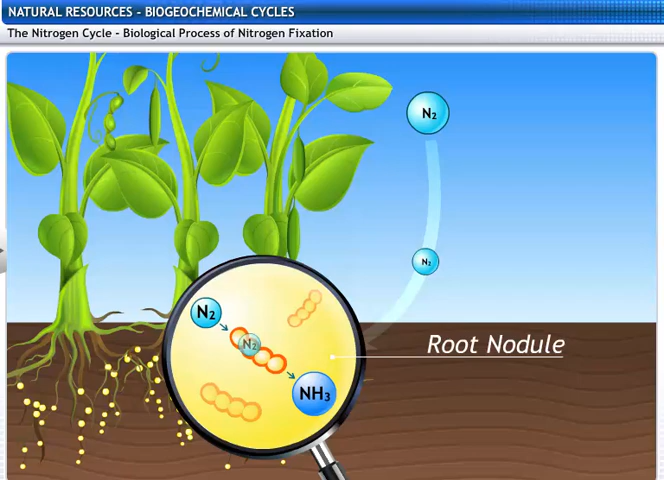 NATURAL RESOURCES - BIOGEOCHEMICAL CYCLES
The Nitrogen Cycle - Biological Process of Nitrogen Fixation
N₂
N₂
N₂
N₂
Root Nodule
NH₃